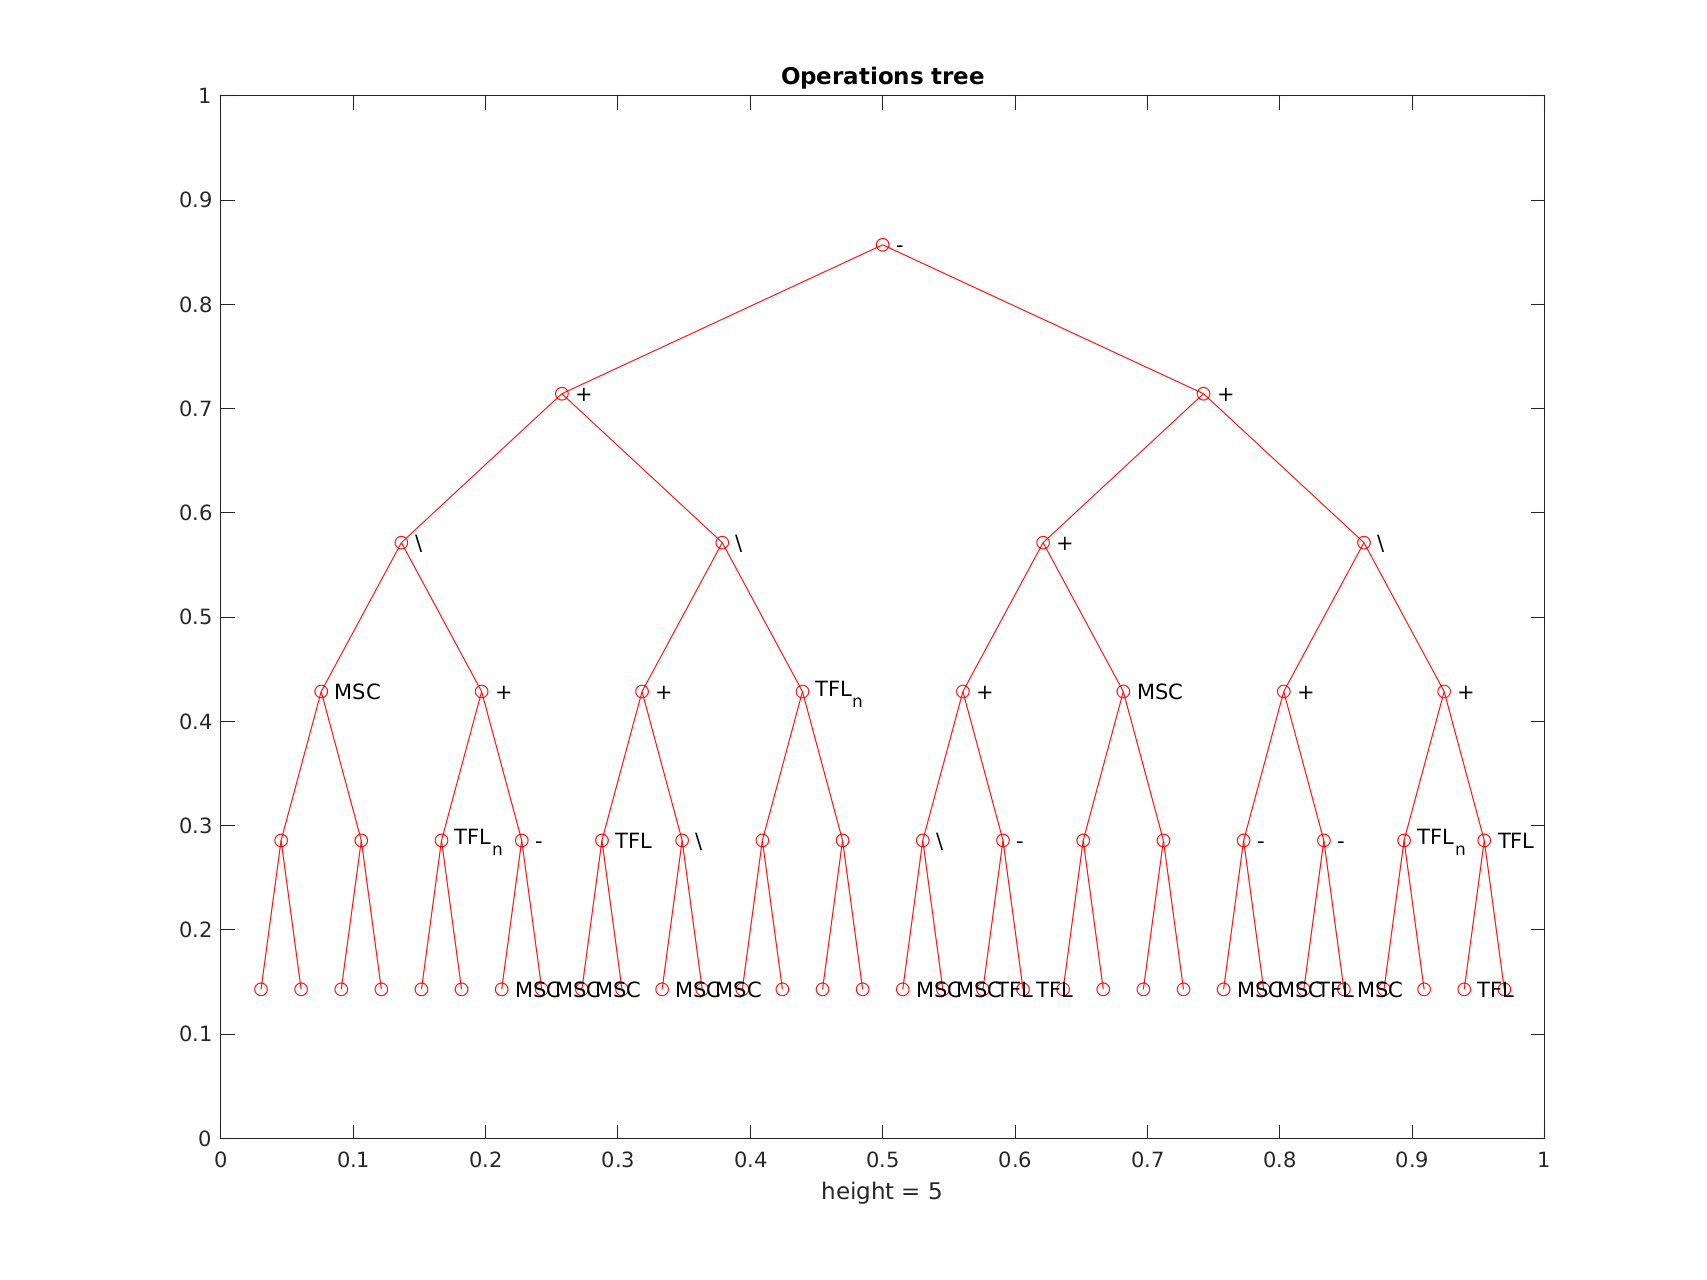 Operations tree
1
-
0.9
0.8
+ +
0.7
0.6
\ \ + \
0.5
MSC + + TFLn + MSC + +
0.4
0.3
TFLn - TFL \ \ - - - TFLn TFL
0.2
MSC MSC MSC MSC MSC MSC MSC TFL TFL MSC MSC TFL MSC TFL
0.1
0
0 0.1 0.2 0.3 0.4 0.5 0.6 0.7 0.8 0.9 1
height = 5